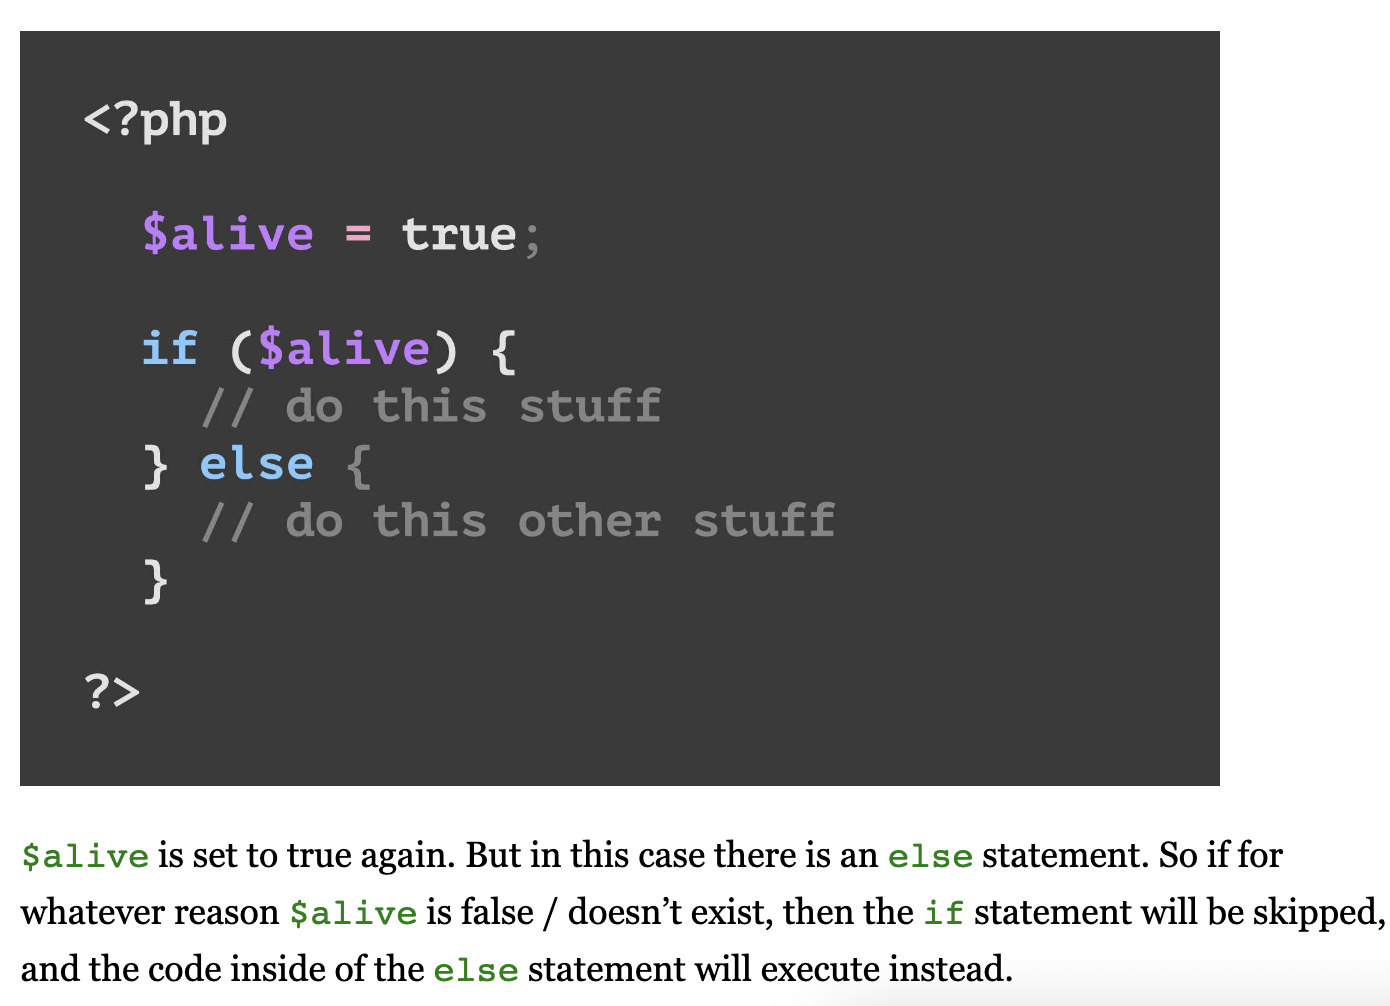 <?php
$alive = true;
if ($alive) {
// do this stuff
} else {
// do this other stuff
}
?>
$alive is set to true again. But in this case there is an else statement. So if for
whatever reason $alive is false / doesn’t exist, then the if statement will be skipped,
and the code inside of the else statement will execute instead.